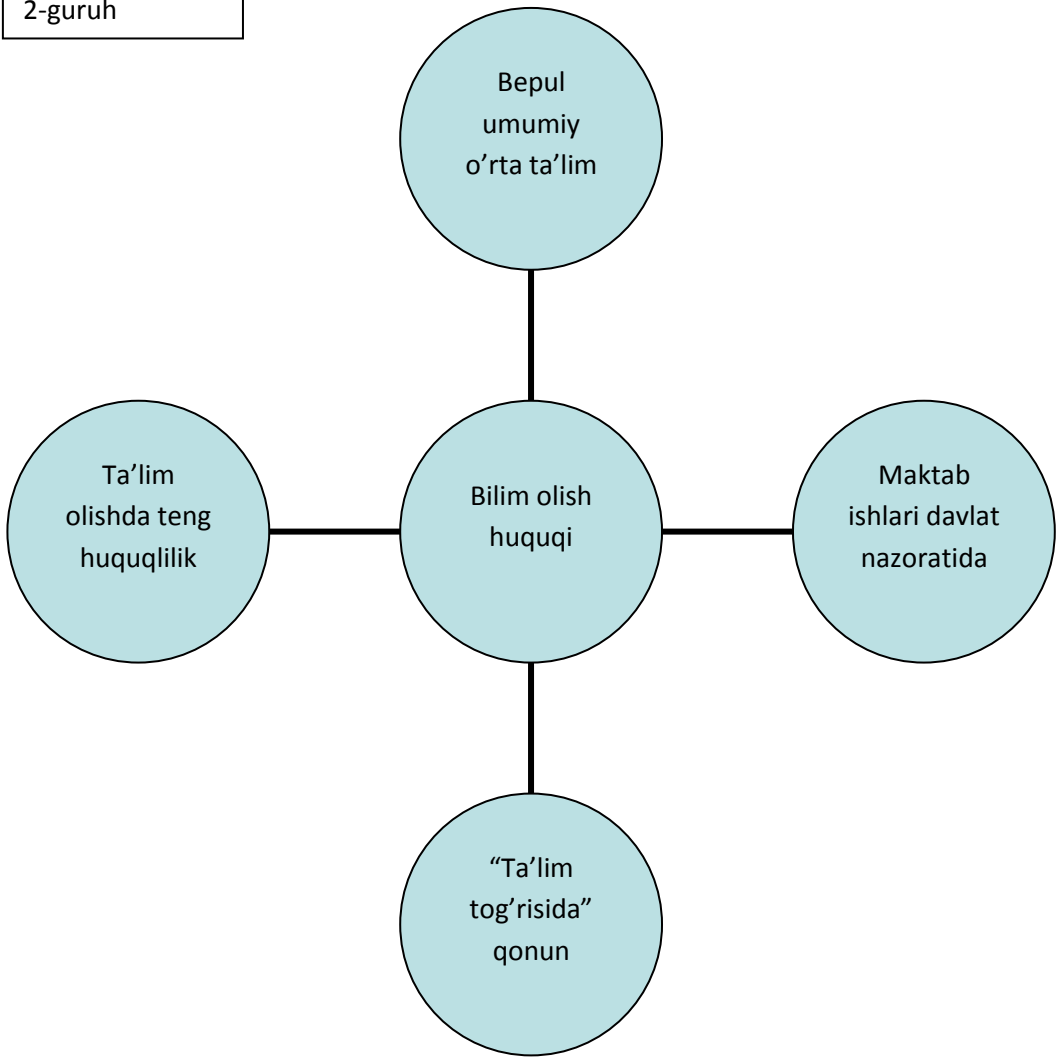 2-guruh
Bepul
umumiy
o’rta ta’lim
Ta’lim
olishda teng
huquqlilik
Bilim olish
huquqi
Maktab
ishlari davlat
nazoratida
“Ta’lim
tog’risida”
qonun